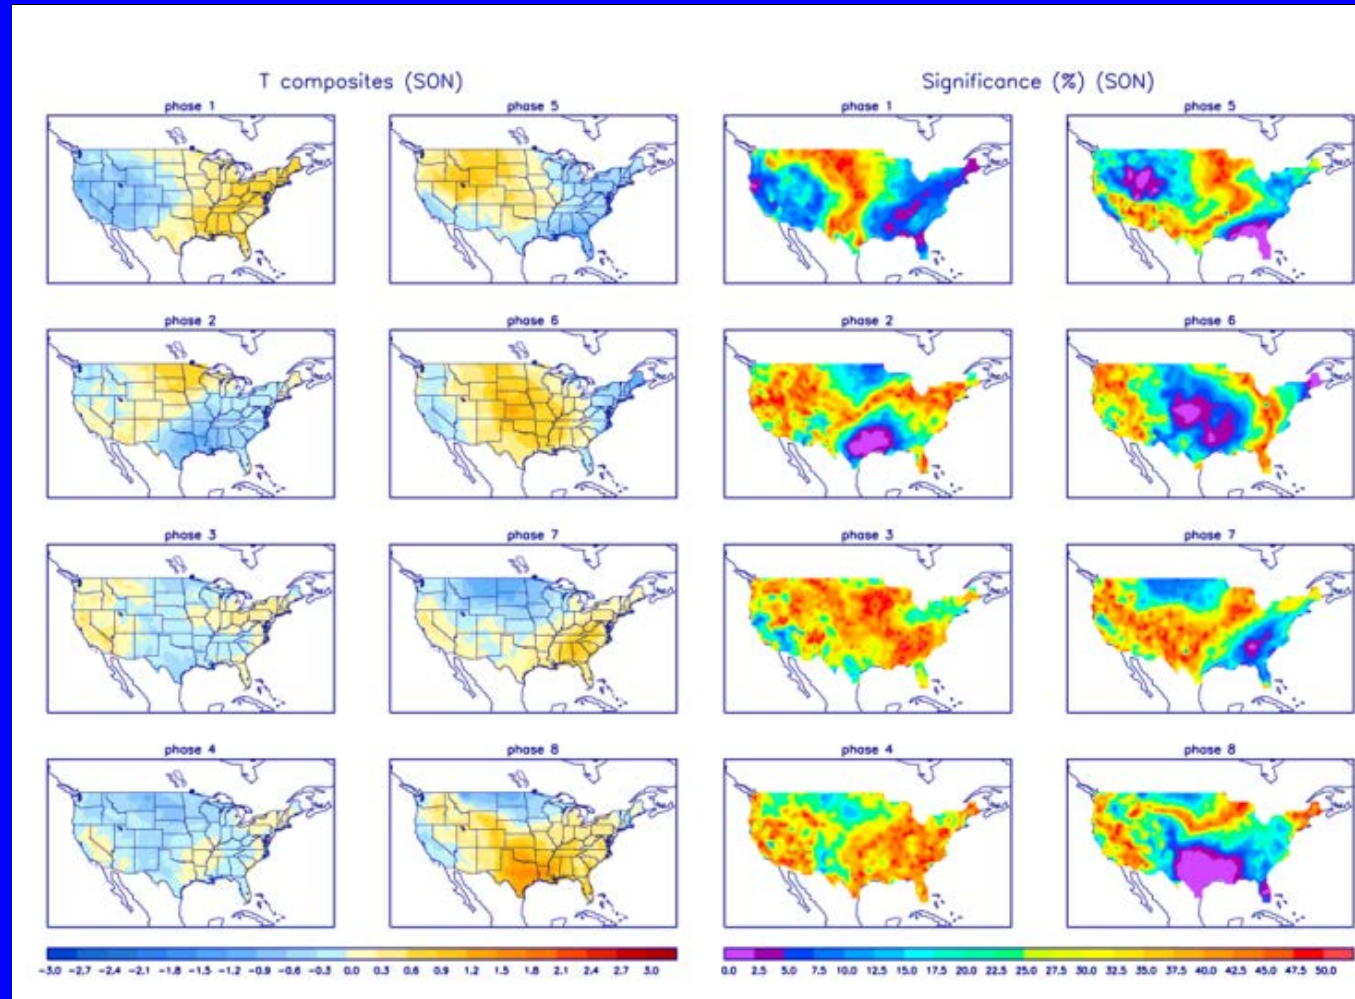 T composites (SON)
Significance (%) (SON)
phase 1
phase 5
phase 1
phase 5
phase 2
phase 6
phase 2
phase 6
phase 3
phase 7
phase 3
phase 7
phase 4
phase 8
phase 4
phase 8
-3.0 -2.7 -2.4 -2.1 -1.8 -1.5 -1.2 -0.9 -0.6 -0.3 0.0 0.3 0.6 0.9 1.2 1.5 1.8 2.1 2.4 2.7 3.0
0.0 2.5 5.0 7.5 10.0 12.5 15.0 17.5 20.0 22.5 25.0 27.5 30.0 32.5 35.0 37.5 40.0 42.5 45.0 47.5 50.0